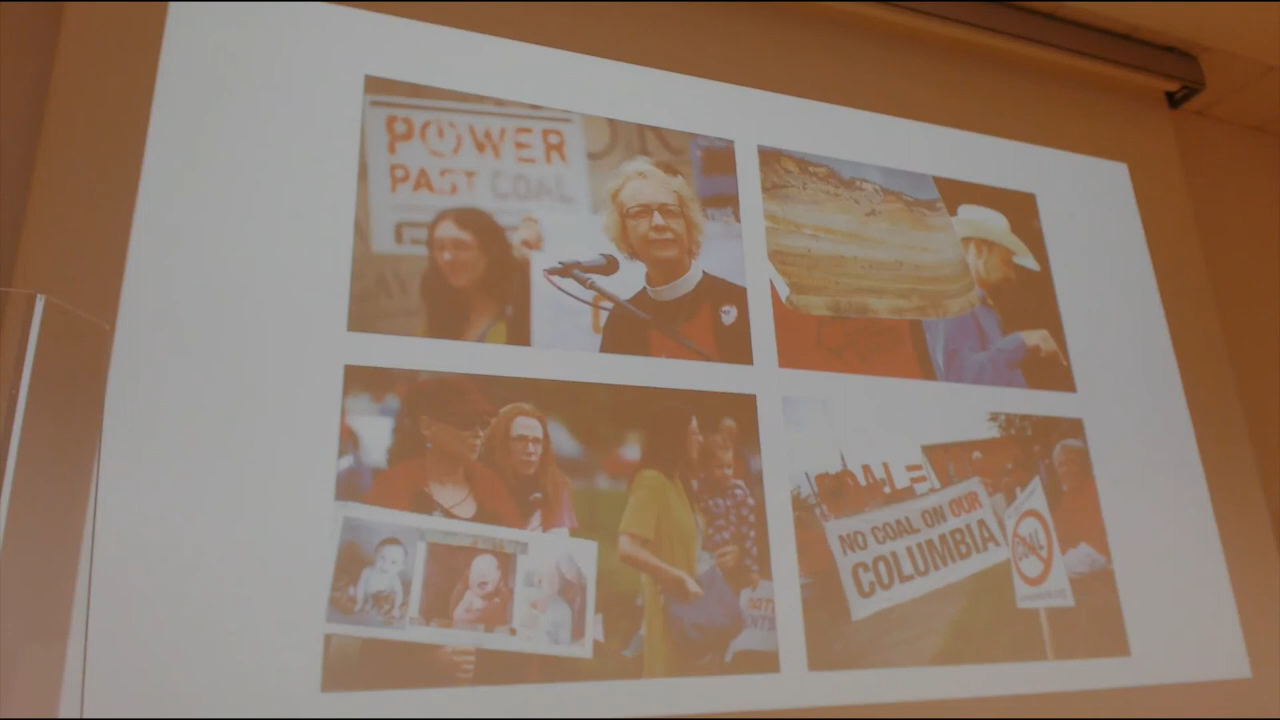 POWER
PAST COAL
NO COAL ON OUR
COLUMBIA
COAL